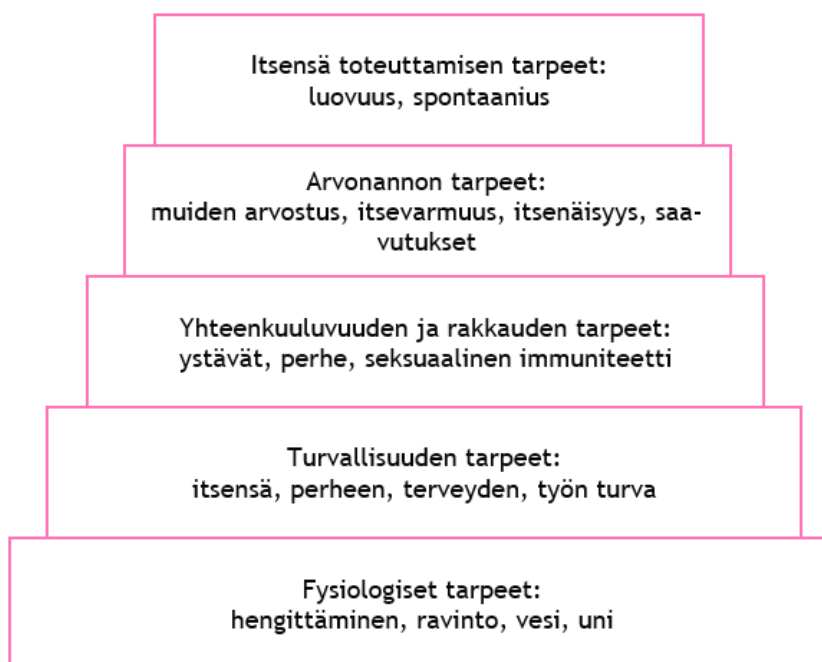 Itsensä toteuttamisen tarpeet:
luovuus, spontaanius
Arvonannon tarpeet:
muiden arvostus, itsevarmuus, itsenäisyys, saa-
vutukset
Yhteenkuuluvuuden ja rakkauden tarpeet:
ystävät, perhe, seksuaalinen immuniteetti
Turvallisuuden tarpeet:
itsensä, perheen, terveyden, työn turva
Fysiologiset tarpeet:
hengittäminen, ravinto, vesi, uni